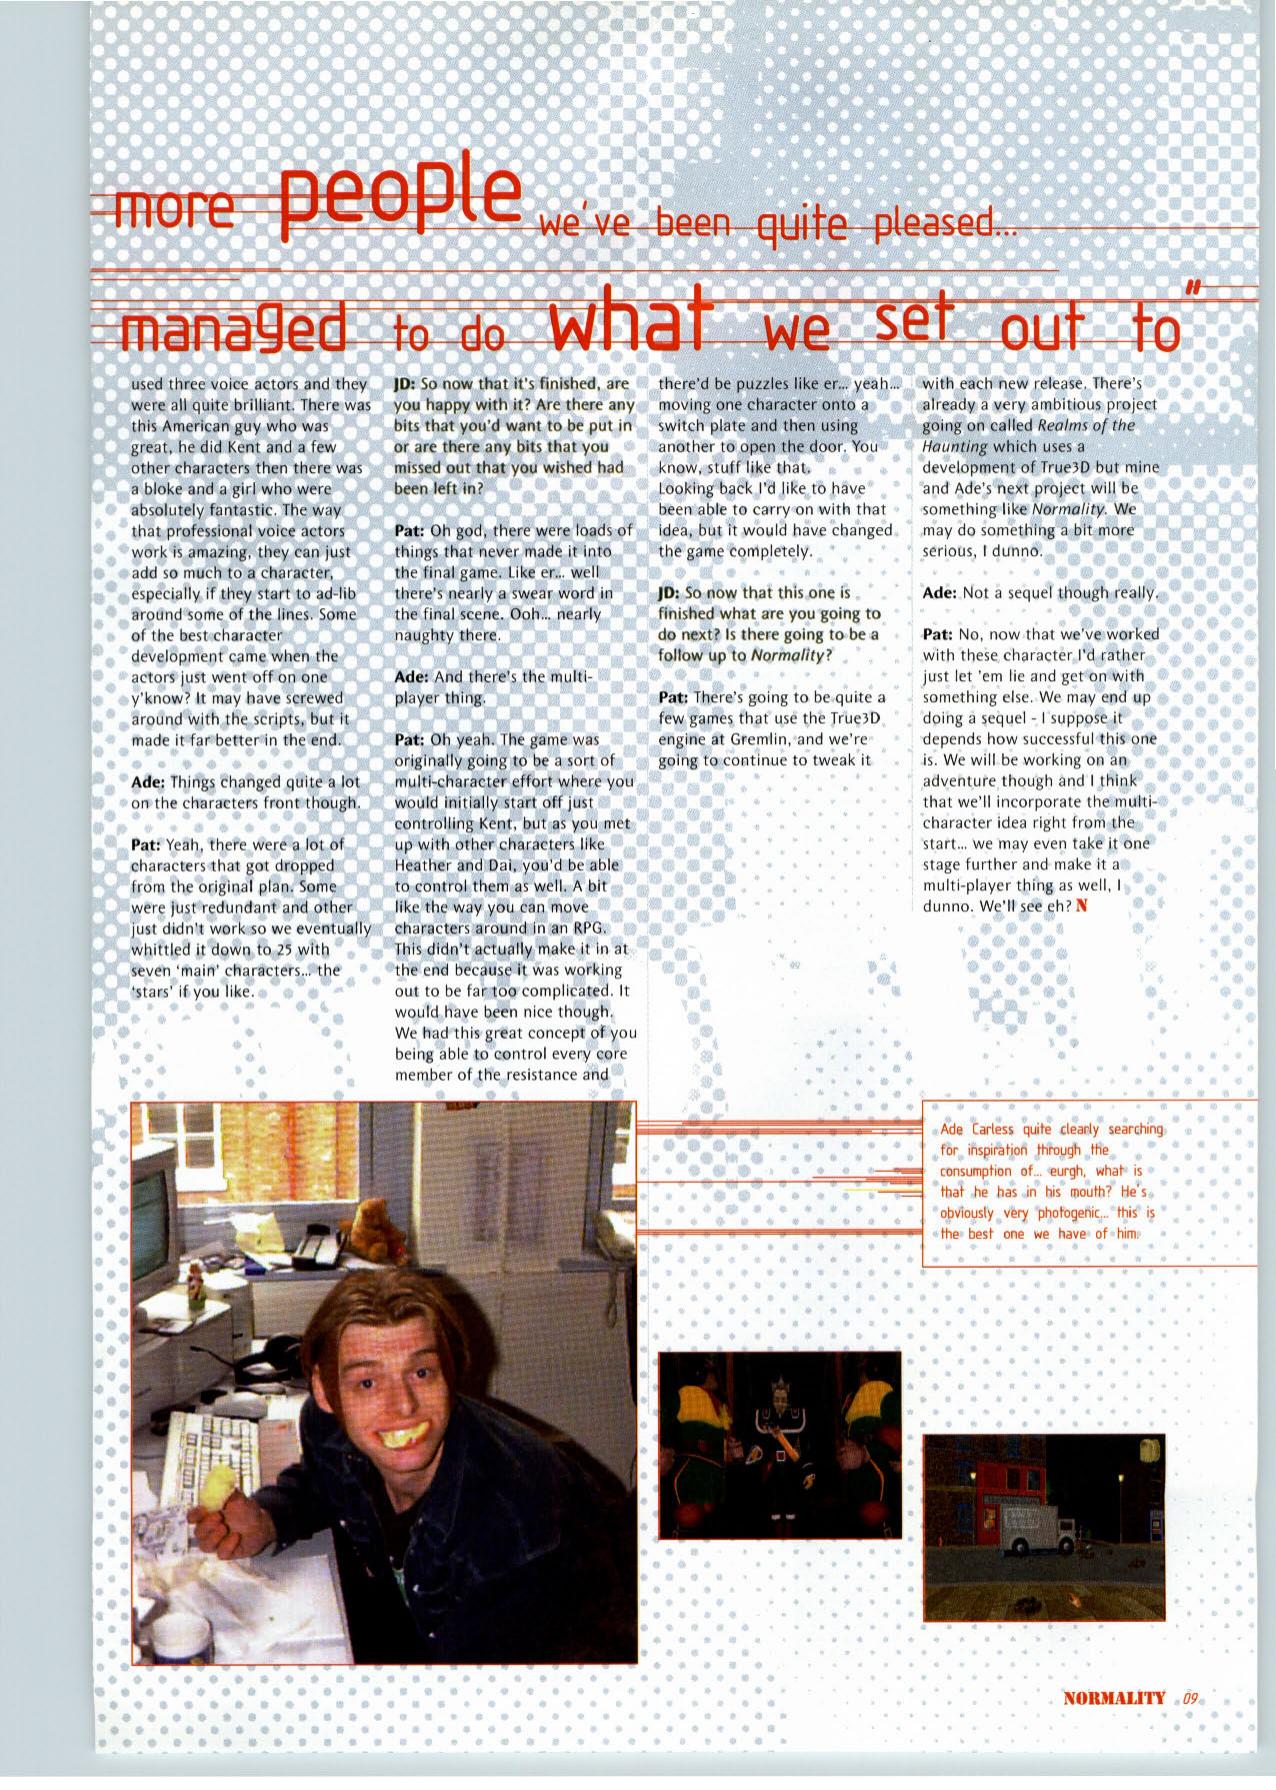 more people we've been quite pleased...
managed to do what we set out to"
used three voice actors and they
were all quite brilliant. There was
this American guy who was
great, he did Kent and a few
other characters then there was
a bloke and a girl who were
absolutely fantastic. The way
that professional voice actors
work is amazing, they can just
add so much to a character,
especially if they start to ad-lib
around some of the lines. Some
of the best character
development came when the
actors just went off on one
y'know? It may have screwed
around with the scripts, but it
made it far better in the end.
Ade: Things changed quite a lot
on the characters front though.
Pat: Yeah, there were a lot of
characters that got dropped
from the original plan. Some
were just redundant and other
just didn't work so we eventually
whittled it down to 25 with
seven 'main' characters... the
'stars' if you like.
JD: So now that it's finished, are
you happy with it? Are there any
bits that you'd want to be put in
or are there any bits that you
missed out that you wished had
been left in?
Pat: Oh god, there were loads of
things that never made it into
the final game. Like er... well
there's nearly a swear word in
the final scene. Ooh... nearly
naughty there.
Ade: And there's the multi-
player thing.
Pat: Oh yeah. The game was
originally going to be a sort of
multi-character effort where you
would initially start off just
controlling Kent, but as you met
up with other characters like
Heather and Dai, you'd be able
to control them as well. A bit
like the way you can move
characters around in an RPG.
This didn't actually make it in at
the end because it was working
out to be far too complicated. It
would have been nice though.
We had this great concept of you
being able to control every core
member of the resistance and
there'd be puzzles like er... yeah...
moving one character onto a
switch plate and then using
another to open the door. You
know, stuff like that.
Looking back I'd like to have
been able to carry on with that
idea, but it would have changed
the game completely.
JD: So now that this one is
finished what are you going to
do next? Is there going to be a
follow up to Normality?
Pat: There's going to be quite a
few games that use the True3D
engine at Gremlin, and we're
going to continue to tweak it
with each new release. There's
already a very ambitious project
going on called Realms of the
Haunting which uses a
development of True3D but mine
and Ade's next project will be
something like Normality. We
may do something a bit more
serious, I dunno.
Ade: Not a sequel though really.
Pat: No, now that we've worked
with these character I'd rather
just let 'em lie and get on with
something else. We may end up
doing a sequel - I suppose it
depends how successful this one
is. We will be working on an
adventure though and I think
that we'll incorporate the multi-
character idea right from the
start... we may even take it one
stage further and make it a
multi-player thing as well, I
dunno. We'll see eh? N
Ade Carless quite clearly searching
for inspiration through the
consumption of... eurgh, what is
that he has in his mouth? He's
obviously very photogenic... this is
the best one we have of him.
NORMALITY 09